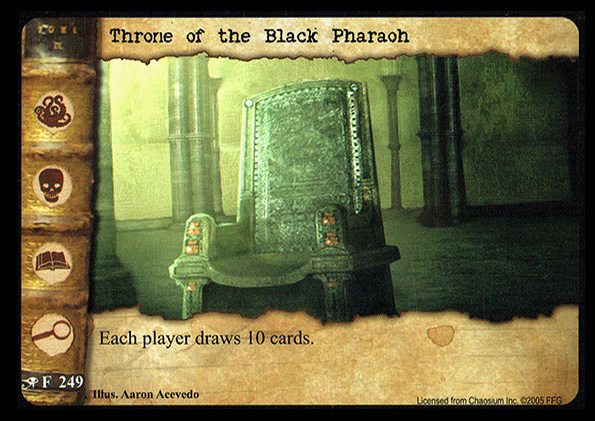 Throne of the Black Pharaoh
Each player draws 10 cards.
F 249
Illus. Aaron Acevedo
Licensed from Chaosium Inc. ©2005 FFG